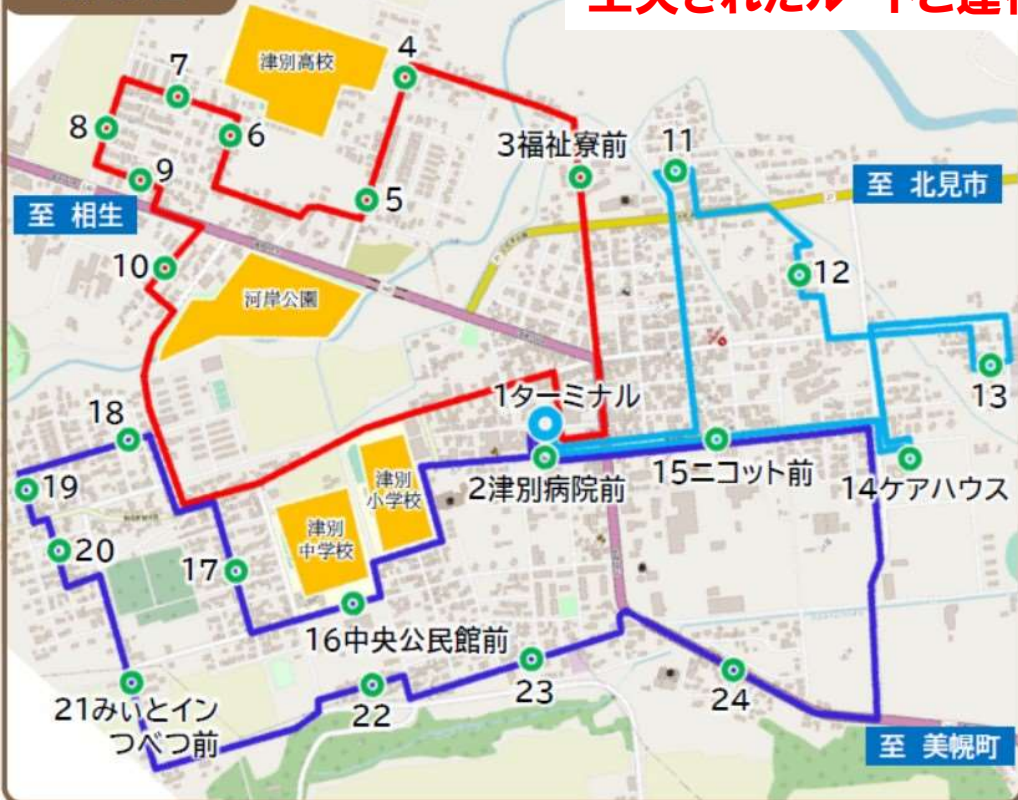 工夫されたルートと運行
津別高校
4
7
8
6
3福祉寮前
11
9
5
至 北見市
至 相生
10
12
河岸公園
1ターミナル
13
18
津別
小学校
2津別病院前
15ニコット前
14ケアハウス
19
津別
中学校
20
17
16中央公民館前
23
24
21みぃとイン
つべつ前
22
至 美幌町